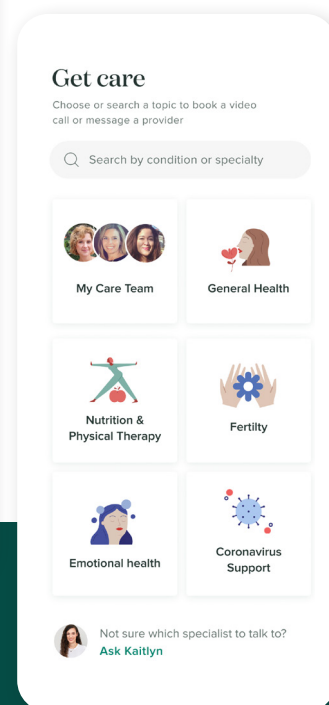 Get care
Choose or search a topic to book a video
call or message a provider
Search by condition or specialty
My Care Team
General Health
Nutrition &
Physical Therapy
Fertilty
Emotional health
Coronavirus
Support
Not sure which specialist to talk to?
Ask Kaitlyn